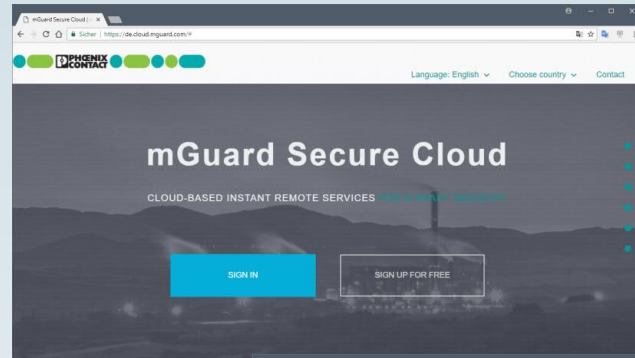 mGuard Secure Cloud |
Sicher | https://de.cloud.mguard.com/#
PHŒNIX
CONTACT
Language: English Choose country Contact
mGuard Secure Cloud
CLOUD-BASED INSTANT REMOTE SERVICES
SIGN IN
SIGN UP FOR FREE